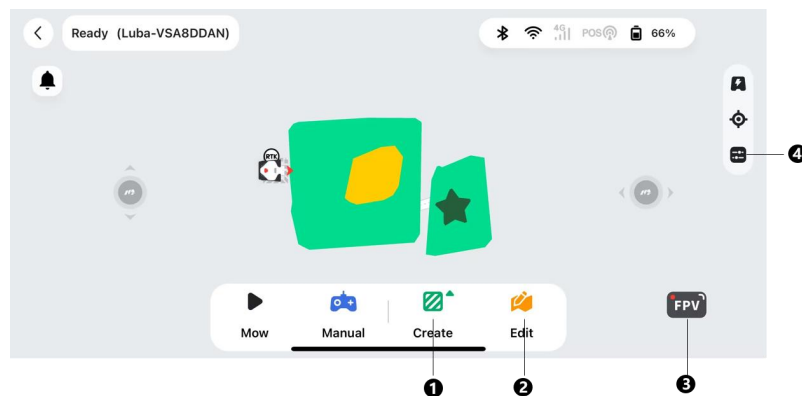 Ready (Luba-VSA8DDAN)
4G
POS
66%
RTK
4
Mow
Manual
Create
Edit
FPV
1
2
3